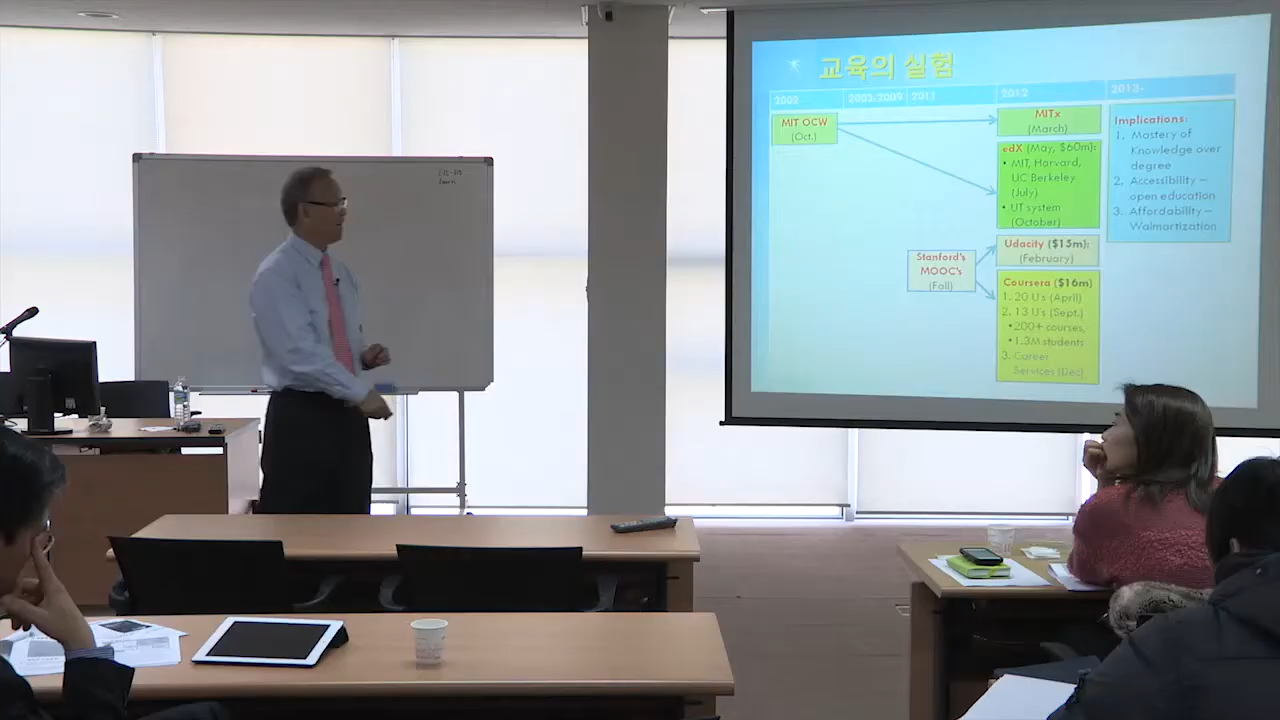 교육의 실험
2002
2003-2009
2011
2012
2013-
MIT OCW
(Oct.)
MITx
(March)
edX (May, $60m):
• MIT, Harvard,
UC Berkeley
(July)
• UT system
(October)
Stanford's
MOOC's
(Fall)
Udacity ($15m):
(February)
Coursera ($16m)
1. 20 U's (April)
2. 13 U's (Sept.)
•200+ courses,
•1.3M students
3. Career
Services (Dec)
Implications:
1. Mastery of
Knowledge over
degree
2. Accessibility –
open education
3. Affordability –
Walmartization